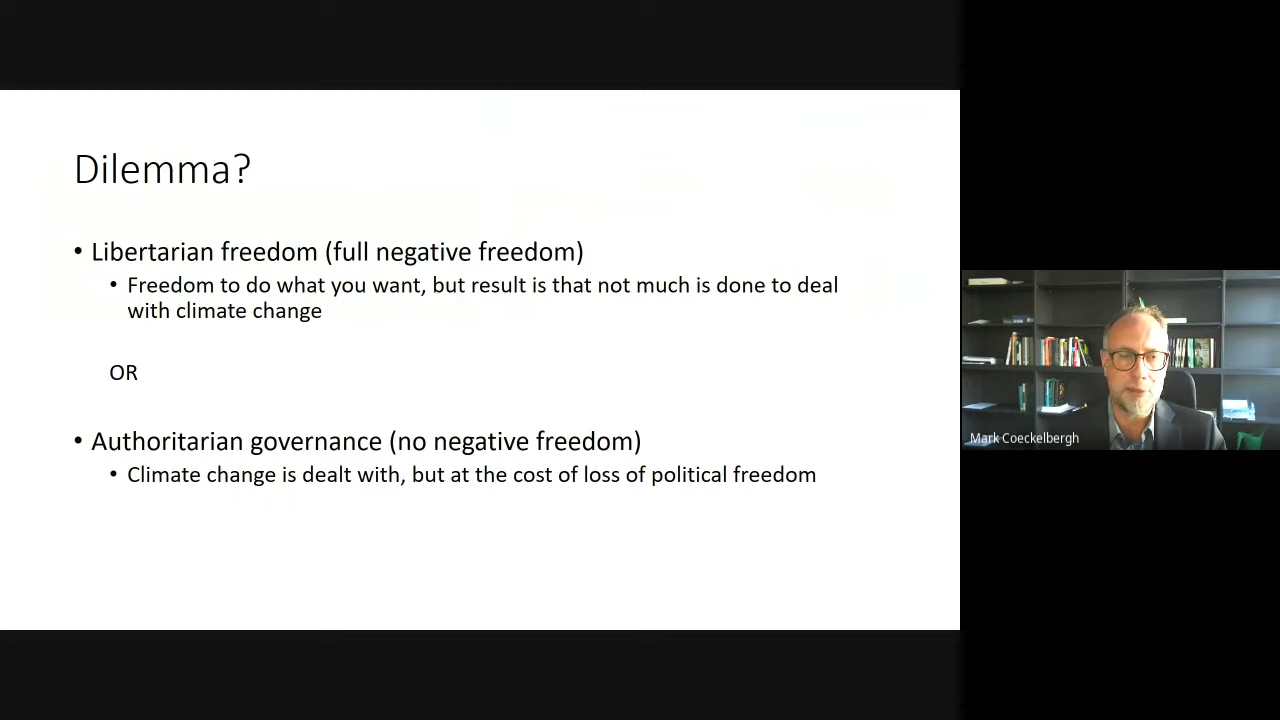 Dilemma?
• Libertarian freedom (full negative freedom)
• Freedom to do what you want, but result is that not much is done to deal
with climate change
OR
• Authoritarian governance (no negative freedom)
• Climate change is dealt with, but at the cost of loss of political freedom
Mark Coeckelbergh